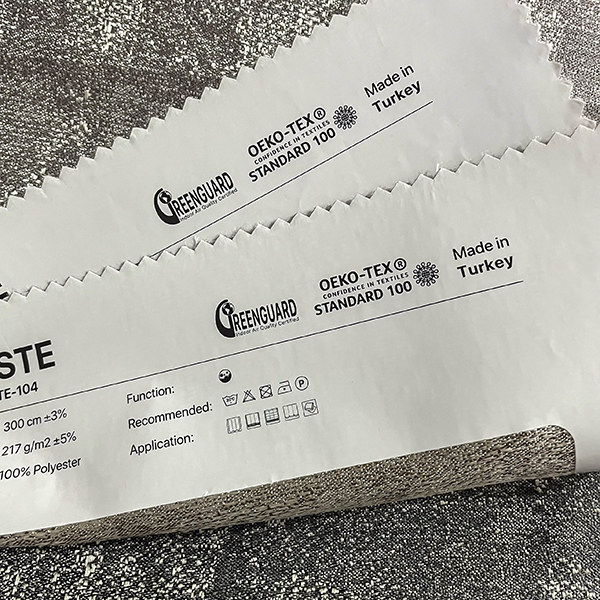 Made in
Turkey
OEKO-TEX®
CONFIDENCE IN TEXTILES
STANDARD 100
GREENGUARD
Indoor Air Quality Certified
Made in
Turkey
OEKO-TEX®
CONFIDENCE IN TEXTILES
STANDARD 100
GREENGUARD
Indoor Air Quality Certified
STE
TE-104
300 cm ±3%
217 g/m2 ±5%
100% Polyester
Function:
Recommended:
P
Application: